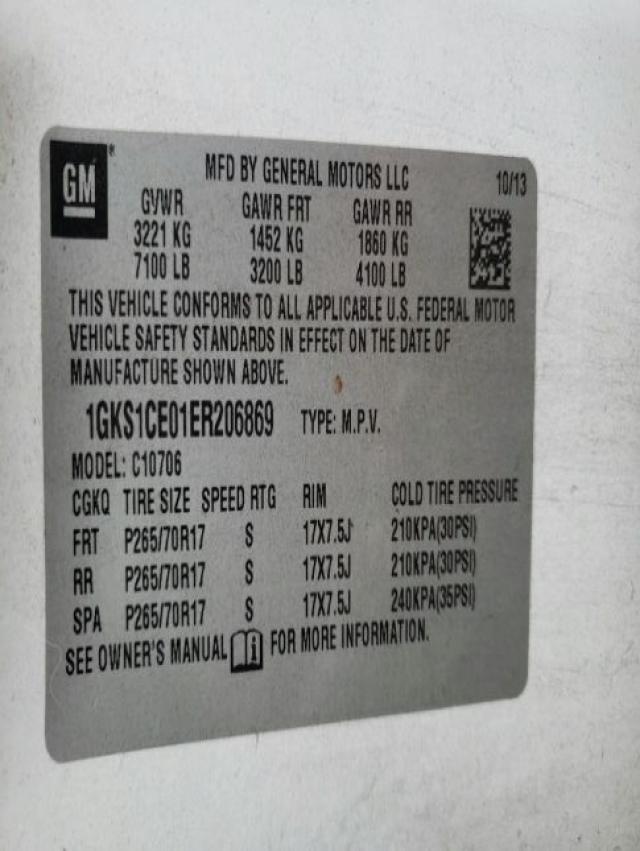 GM
MFD BY GENERAL MOTORS LLC 10/13
GVWR GAWR FRT GAWR RR
3221 KG 1452 KG 1860 KG
7100 LB 3200 LB 4100 LB
THIS VEHICLE CONFORMS TO ALL APPLICABLE U.S. FEDERAL MOTOR
VEHICLE SAFETY STANDARDS IN EFFECT ON THE DATE OF
MANUFACTURE SHOWN ABOVE.
1GKS1CE01ER206869 TYPE: M.P.V.
MODEL: C10706
CGKQ TIRE SIZE SPEED RTG RIM COLD TIRE PRESSURE
FRT P265/70R17 S 17X7.5J 210KPA(30PSI)
RR P265/70R17 S 17X7.5J 210KPA(30PSI)
SPA P265/70R17 S 17X7.5J 240KPA(35PSI)
SEE OWNER'S MANUAL FOR MORE INFORMATION.